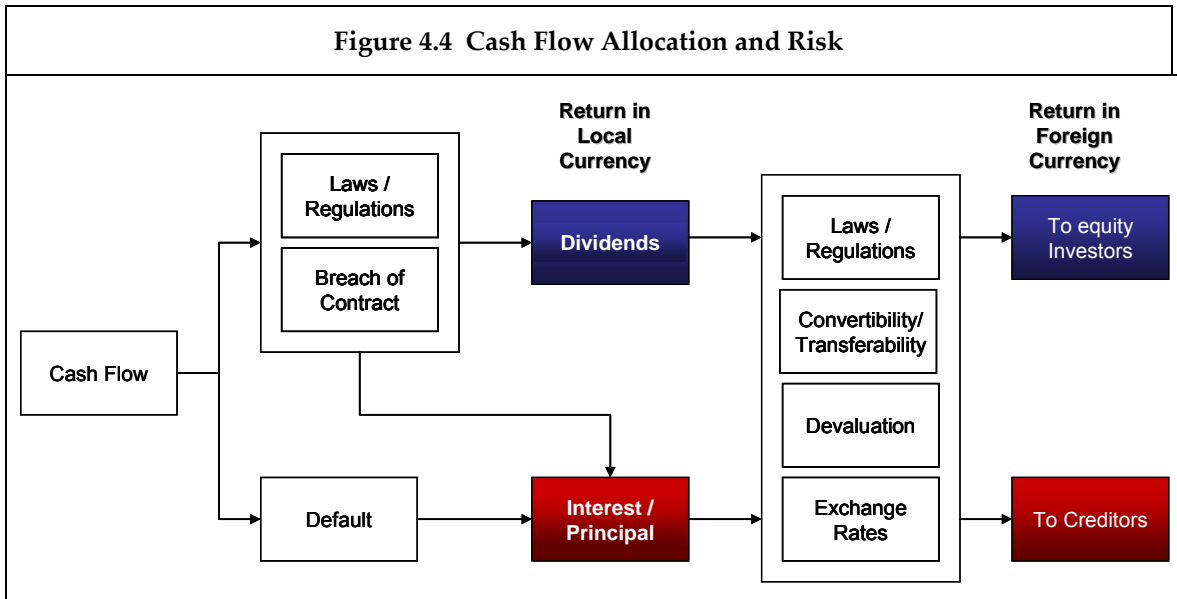 Figure 4.4 Cash Flow Allocation and Risk
Return in
Local
Currency
Return in
Foreign
Currency
Laws /
Regulations
Breach of
Contract
Dividends
Laws /
Regulations
Convertibility/
Transferability
Devaluation
Exchange
Rates
To equity
Investors
Cash Flow
Default
Interest /
Principal
To Creditors